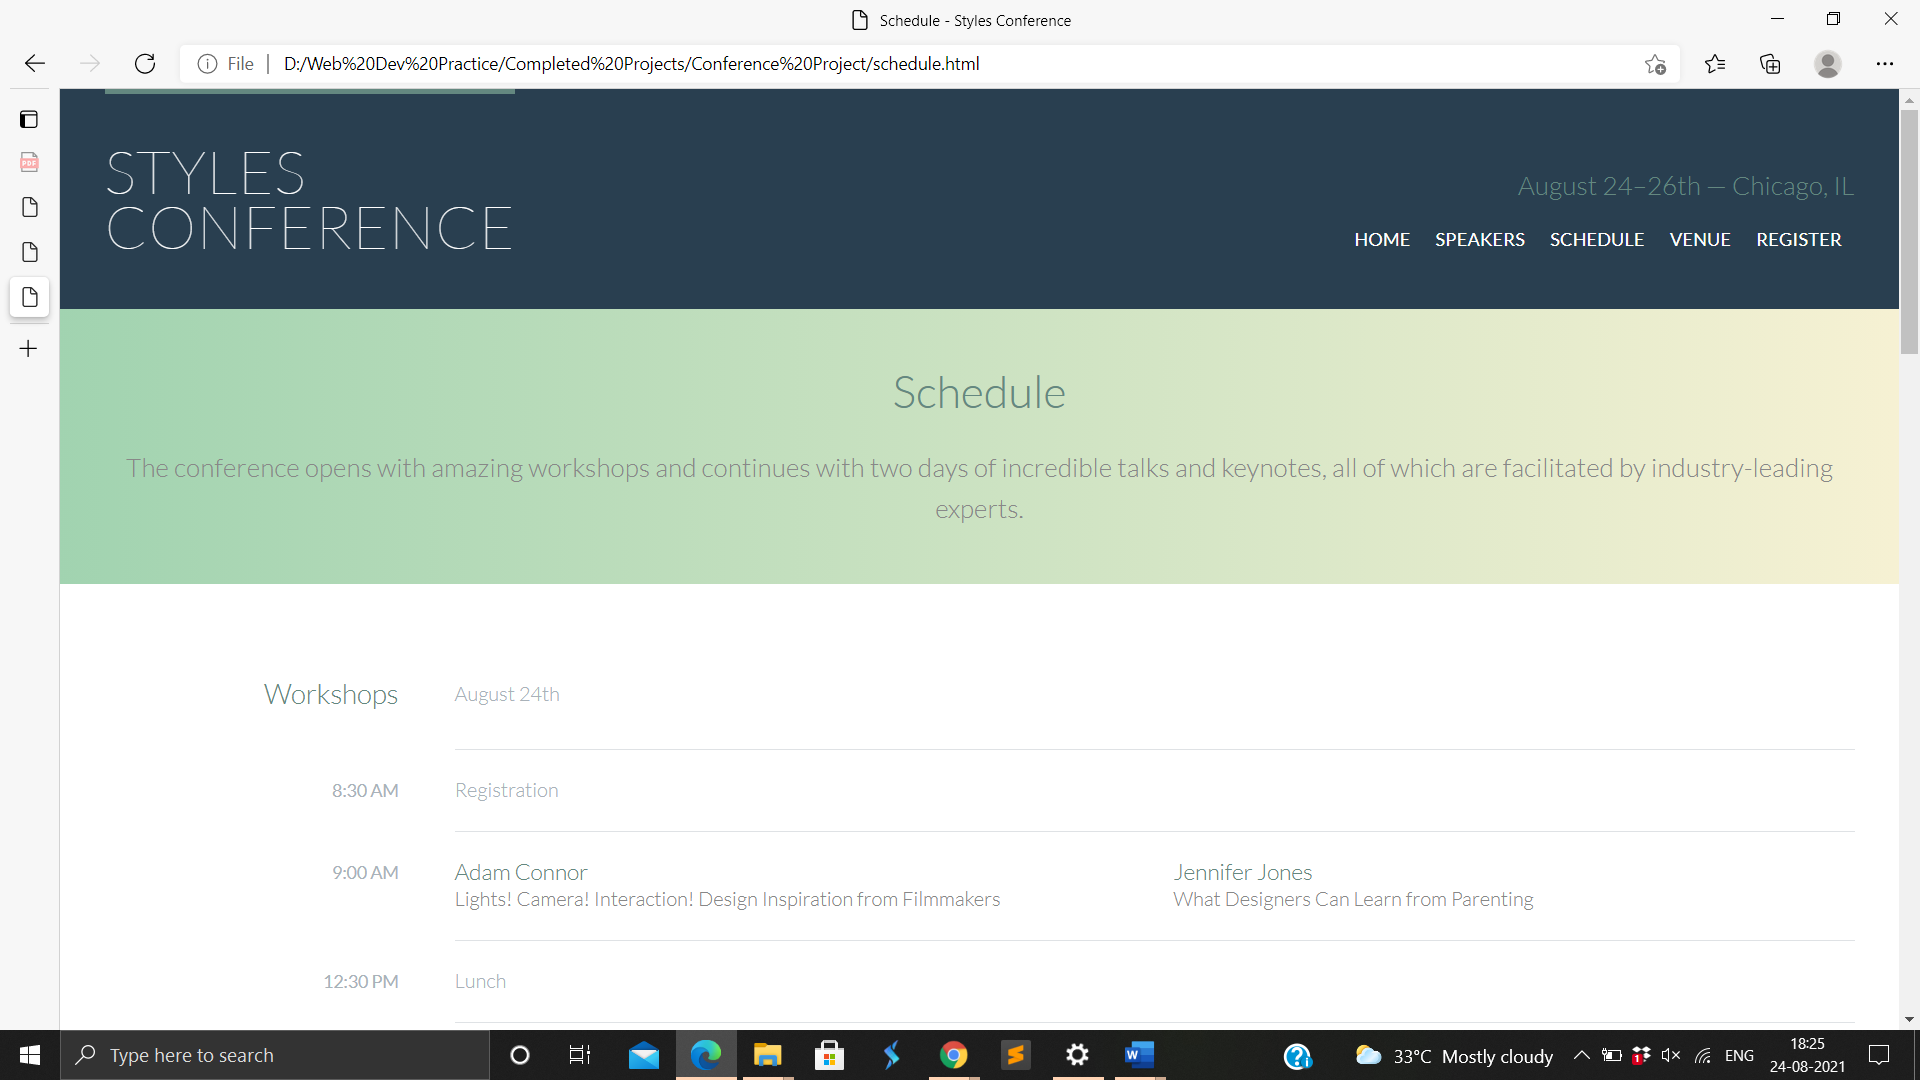 Schedule - Styles Conference
File
D:/Web%20Dev%20Practice/Completed%20Projects/Conference%20Project/schedule.html
STYLES
CONFERENCE
August 24–26th — Chicago, IL
HOME SPEAKERS SCHEDULE VENUE REGISTER
Schedule
The conference opens with amazing workshops and continues with two days of incredible talks and keynotes, all of which are facilitated by industry-leading
experts.
Workshops August 24th
8:30 AM Registration
9:00 AM Adam Connor Jennifer Jones
Lights! Camera! Interaction! Design Inspiration from Filmmakers What Designers Can Learn from Parenting
12:30 PM Lunch
Type here to search
33°C Mostly cloudy
ENG
18:25
24-08-2021